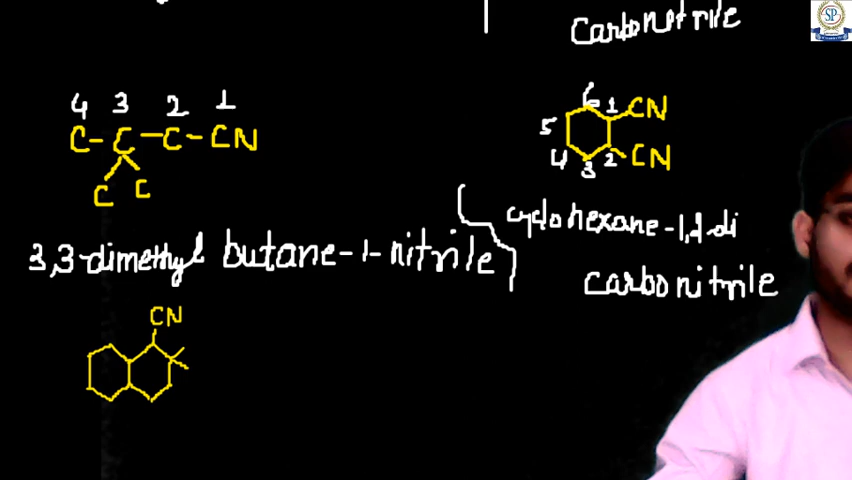 Carbonitrile
SP
4 3 2 1
C-C-C-CN
C C
3,3-dimethyl butane-1-nitrile
6 1 CN
5
4 3 2 CN
cyclohexane-1,2 di
carbonitrile
CN